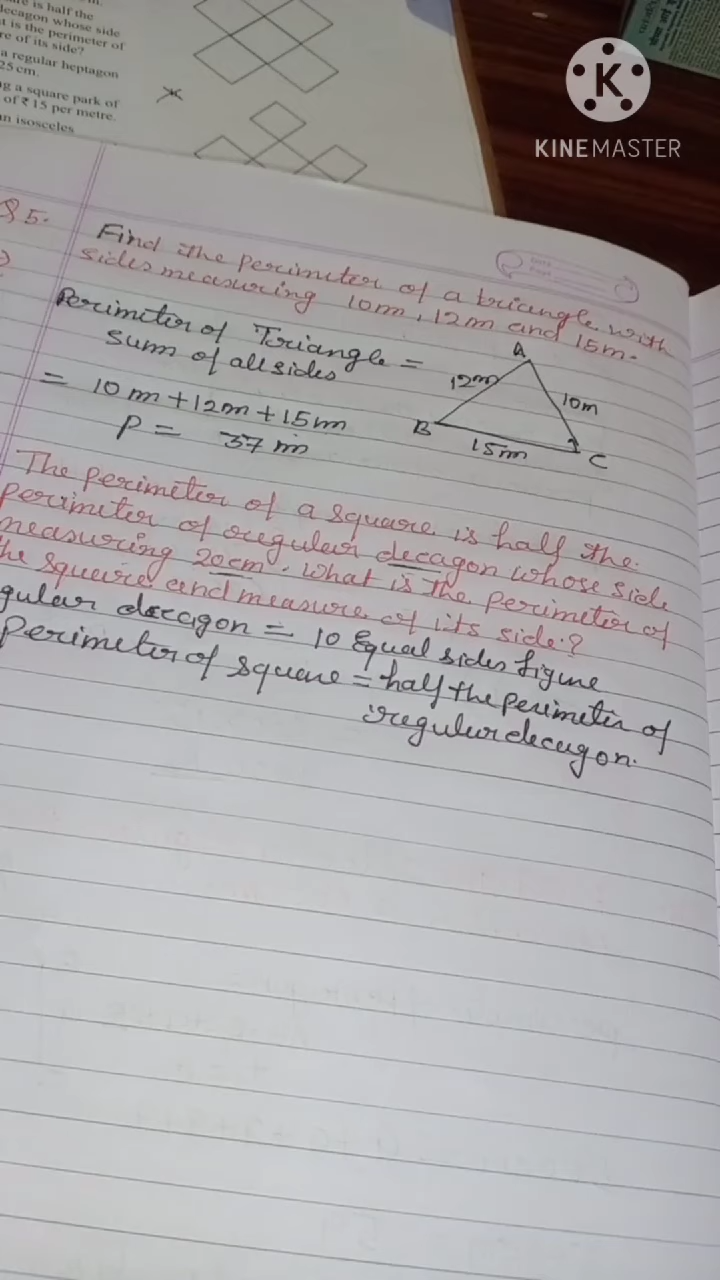 is half the
decagon whose side
t is the perimeter of
re of its side?
a regular heptagon
25 cm.
g a square park of
of ₹ 15 per metre.
n isosceles
KINEMASTER
Q 5.
Find the perimeter of a triangle with
sides measuring 10m, 12m and 15m.
Perimeter of Triangle =
sum of all sides
= 10 m + 12m + 15m
P = 37 m
A
12m
10m
B
15m
C
The perimeter of a square is half the
perimeter of regular decagon whose side
measuring 20cm. What is the perimeter of
the square and measure of its side?
gular decagon = 10 Equal sides figure
Perimeter of square = half the perimeter of
regular decagon.